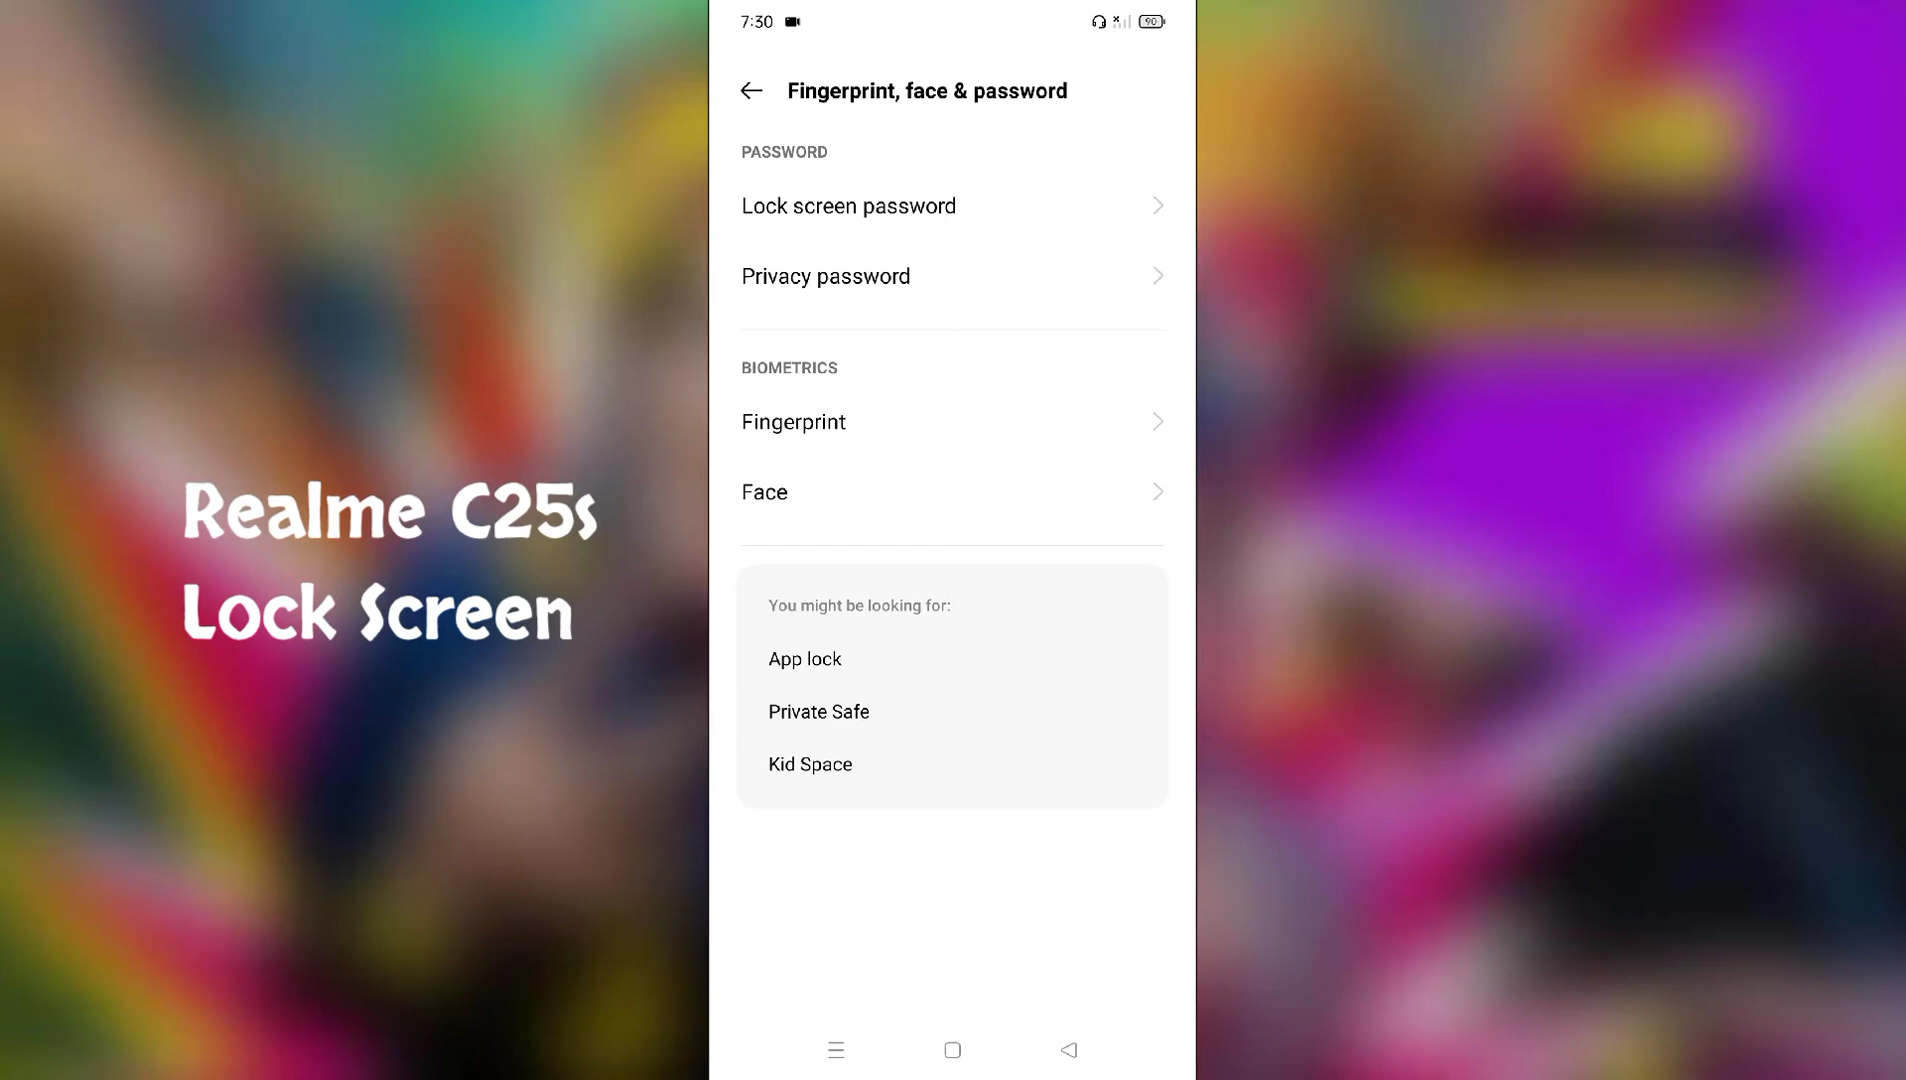 7:30
90
Fingerprint, face & password
PASSWORD
Lock screen password
Privacy password
BIOMETRICS
Fingerprint
Face
You might be looking for:
App lock
Private Safe
Kid Space
Realme C25s
Lock Screen